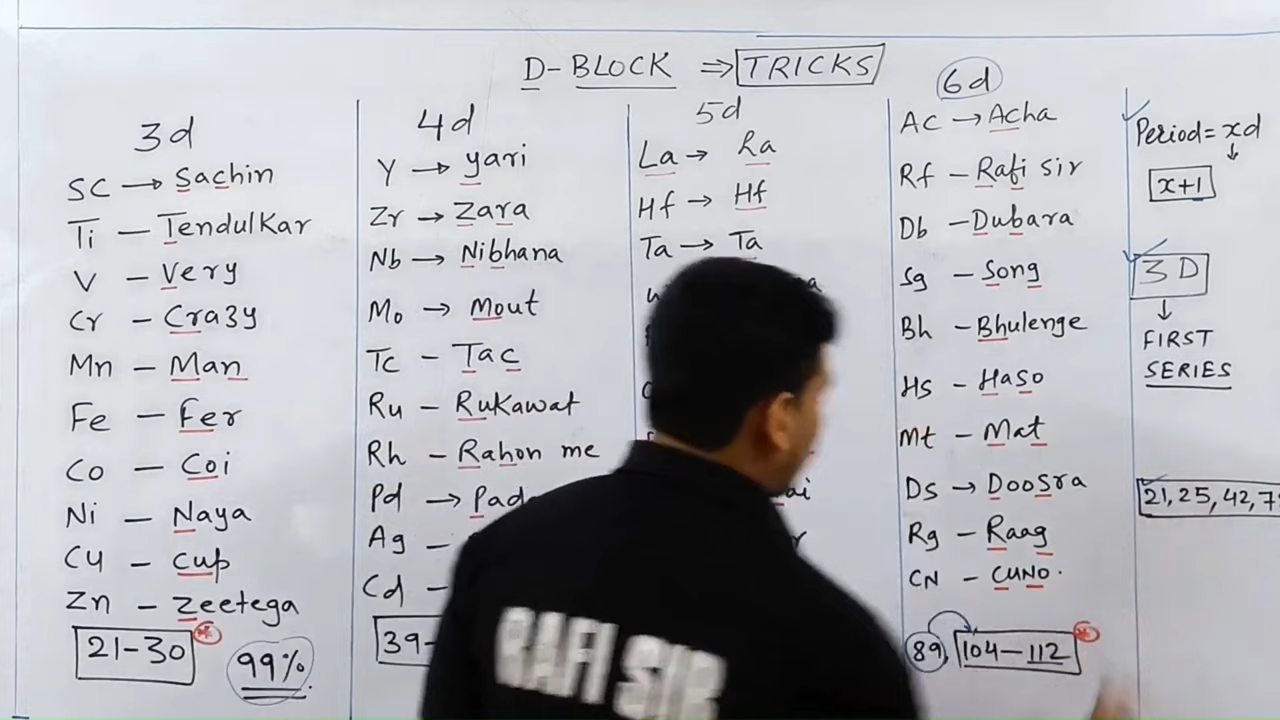 D-BLOCK ⇒ TRICKS
3d
SC → Sachin
Ti — Tendulkar
V - Very
Cr - Cra3y
Mn - Man
Fe - Fer
Co - Coi
Ni - Naya
Cu - Cup
Zn - Zeetega
21-30
99%
4d
Y → yari
Zr → Zara
Nb → Nibhana
Mo → Mout
Tc - Tac
Ru - Rukawat
Rh - Rahon me
Pd →
Ag -
Cd -
39-
5d
La → Ra
Hf → Hf
Ta → Ta
6d
AC → Acha
Rf - Rafi sir
Db - Dubara
Sg - Song
Bh - Bhulenge
Hs - Haso
Mt - Mat
Ds → Doosra
Rg - Raag
CN - CUNO.
89 104-112
Period = xd
↓
x+1
3D
↓
FIRST
SERIES
21, 25, 42,
RAFI SIR